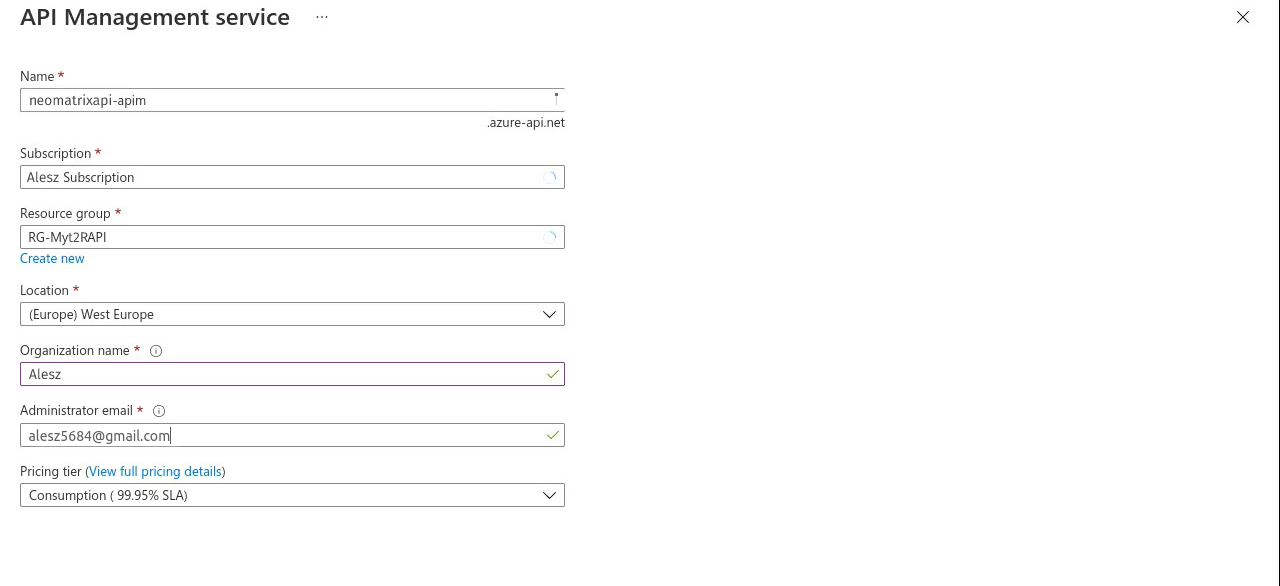 API Management service ...
Name *
neomatrixapi-apim
.azure-api.net
Subscription *
Alesz Subscription
Resource group *
RG-Myt2RAPI
Create new
Location *
(Europe) West Europe
Organization name *
Alesz
Administrator email *
alesz5684@gmail.com
Pricing tier (View full pricing details)
Consumption ( 99.95% SLA)